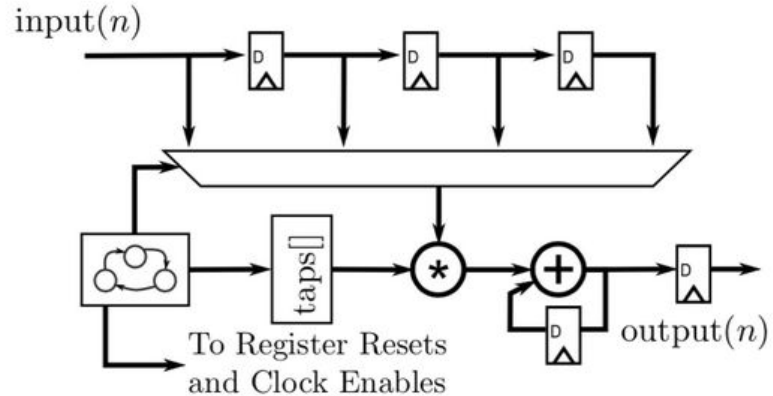 input(n)
D
D
D
taps[]
*
+
D
D
output(n)
To Register Resets
and Clock Enables